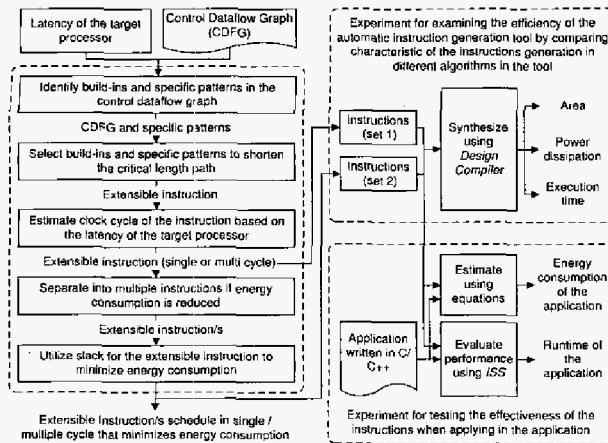 Latency of the target
processor
Control Dataflow Graph
(CDFG)
Identify build-ins and specific patterns in the
control dataflow graph
CDFG and specific patterns
Select build-ins and specific patterns to shorten
the critical length path
Extensible instruction
Estimate clock cycle of the instruction based on
the latency of the target processor
Extensible instruction (single or multi cycle)
Separate into multiple instructions if energy
consumption is reduced
Extensible instruction/s
Utilize slack for the extensible instruction to
minimize energy consumption
Extensible Instruction/s schedule in single /
multiple cycle that minimizes energy consumption
Experiment for examining the efficiency of the
automatic instruction generation tool by comparing
characteristic of the instructions generation in
different algorithms in the tool
Instructions
(set 1)
Instructions
(set 2)
Synthesize
using
Design
Compiler
Area
Power
dissipation
Execution
time
Application
written in C/
C++
Estimate
using
equations
Evaluate
performance
using ISS
Energy
consumption
of the
application
Runtime of
the
application
Experiment for testing the effectiveness of the
instructions when applying in the application